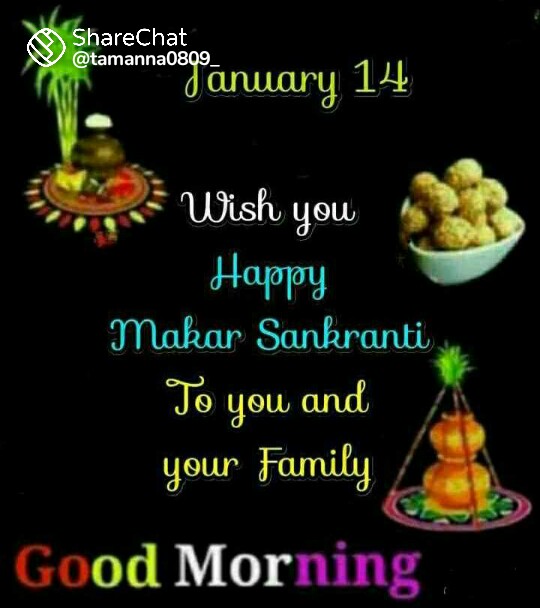 ShareChat
@tamanna0809_
January 14
Wish you
Happy
Makar Sankranti
To you and
your Family
Good Morning